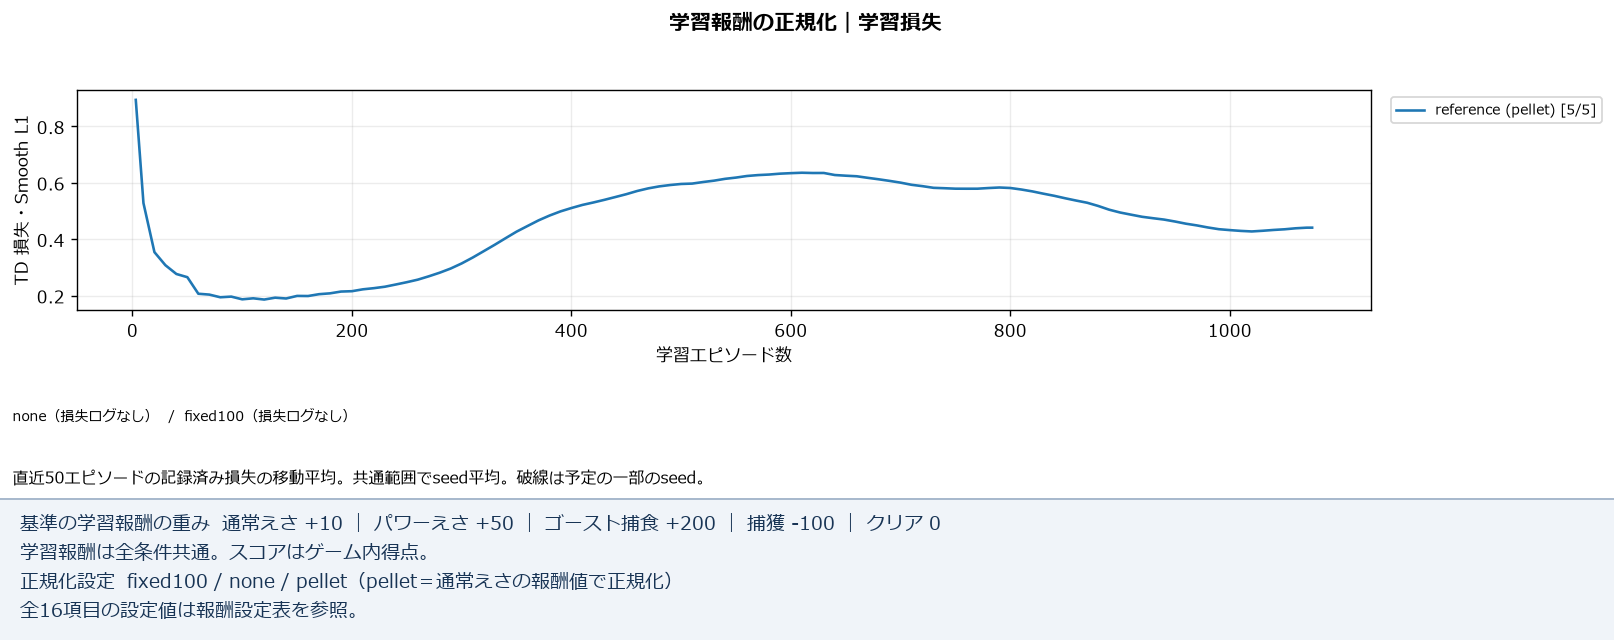 学習報酬の正規化｜学習損失
TD 損失・Smooth L1
0.8
0.6
0.4
0.2
0
200
400
600
800
1000
学習エピソード数
reference (pellet) [5/5]
none（損失ログなし） / fixed100（損失ログなし）
直近50エピソードの記録済み損失の移動平均。共通範囲でseed平均。破線は予定の一部のseed。
基準の学習報酬の重み 通常えさ +10 ｜ パワーえさ +50 ｜ ゴースト捕食 +200 ｜ 捕獲 -100 ｜ クリア 0
学習報酬は全条件共通。スコアはゲーム内得点。
正規化設定 fixed100 / none / pellet（pellet＝通常えさの報酬値で正規化）
全16項目の設定値は報酬設定表を参照。